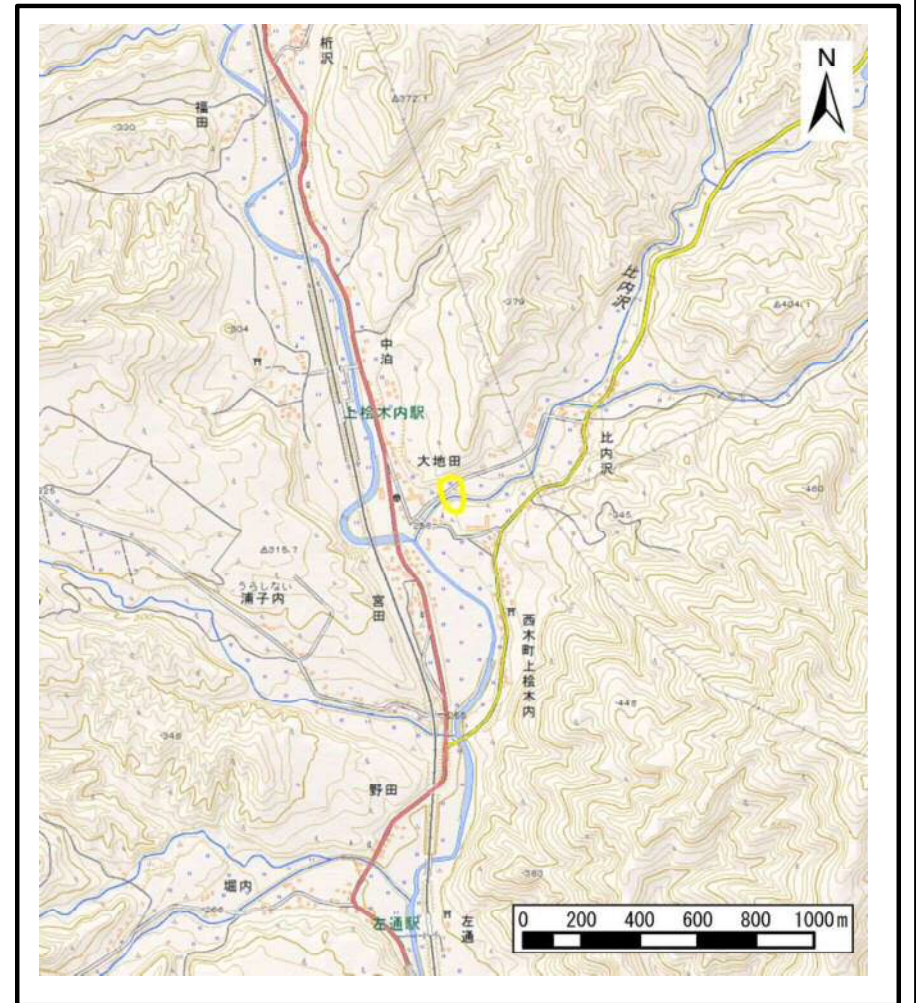 桁沢
N
福田
△372.1
·330
比内沢
·379
△404.1
·304
中泊
上桧木内駅
大地田
比内沢
·460
·345
△315.7
うらしない
浦子内
宮田
西木町上桧木内
·448
·348
野田
·380
堀内
左通駅
左通
0 200 400 600 800 1000m